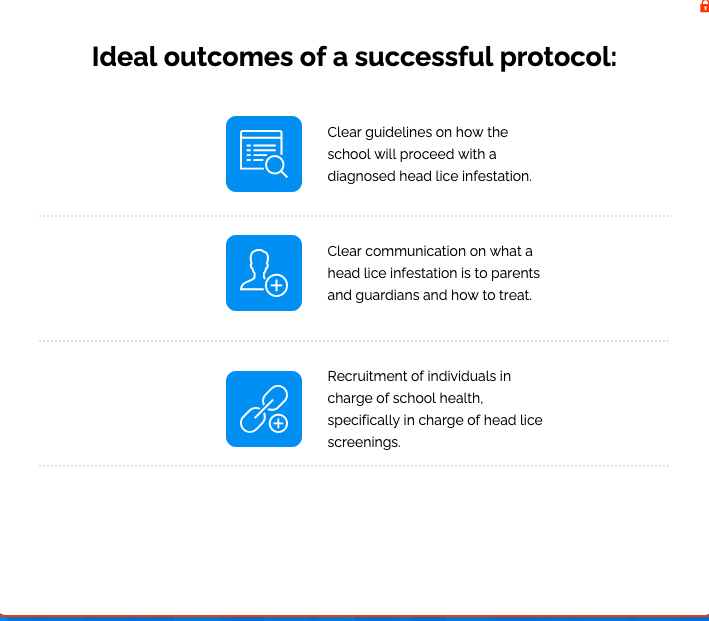 Ideal outcomes of a successful protocol:
Clear guidelines on how the
school will proceed with a
diagnosed head lice infestation.
Clear communication on what a
head lice infestation is to parents
and guardians and how to treat.
Recruitment of individuals in
charge of school health,
specifically in charge of head lice
screenings.